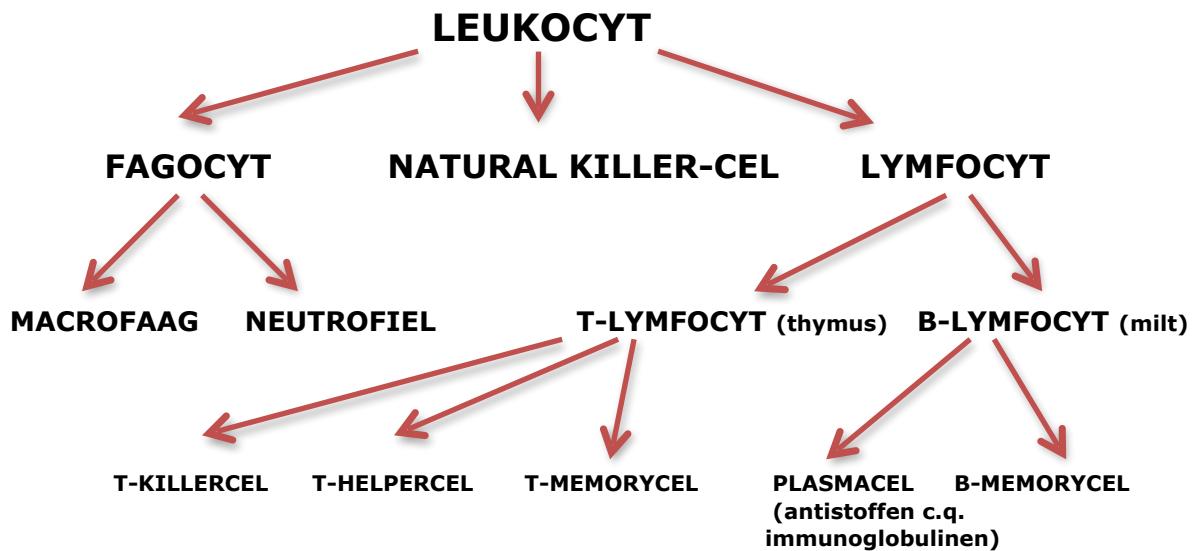 LEUKOCYT
FAGOCYT NATURAL KILLER-CEL LYMFOCYT
MACROFAAG NEUTROFIEL T-LYMFOCYT (thymus) B-LYMFOCYT (milt)
T-KILLERCEL T-HELPERCEL T-MEMORYCEL PLASMACEL B-MEMORYCEL
(antistoffen c.q.
immunoglobulinen)